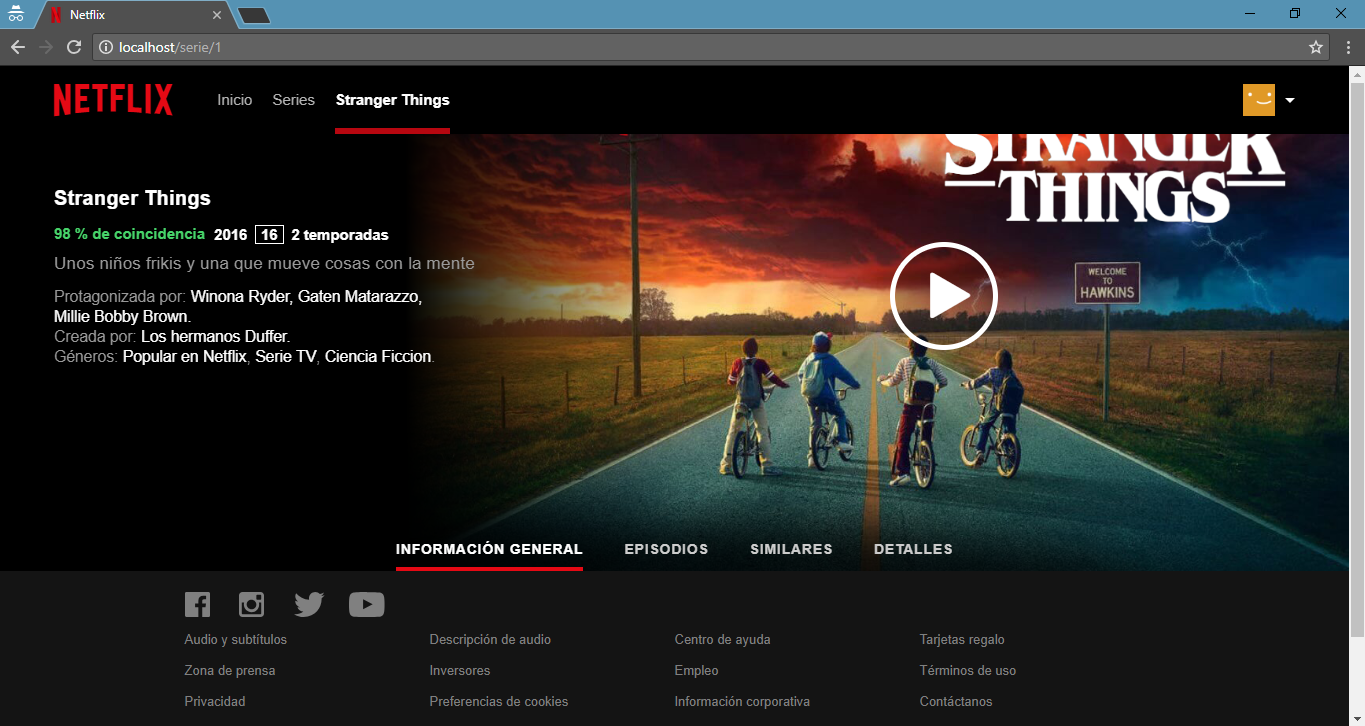 Netflix
localhost/serie/1
NETFLIX
Inicio Series Stranger Things
STRANGER
THINGS
Stranger Things
98 % de coincidencia 2016 16 2 temporadas
Unos niños frikis y una que mueve cosas con la mente
Protagonizada por: Winona Ryder, Gaten Matarazzo,
Millie Bobby Brown.
Creada por: Los hermanos Duffer.
Géneros: Popular en Netflix, Serie TV, Ciencia Ficcion.
WELCOME
TO
HAWKINS
INFORMACIÓN GENERAL EPISODIOS SIMILARES DETALLES
Audio y subtítulos Descripción de audio Centro de ayuda Tarjetas regalo
Zona de prensa Inversores Empleo Términos de uso
Privacidad Preferencias de cookies Información corporativa Contáctanos